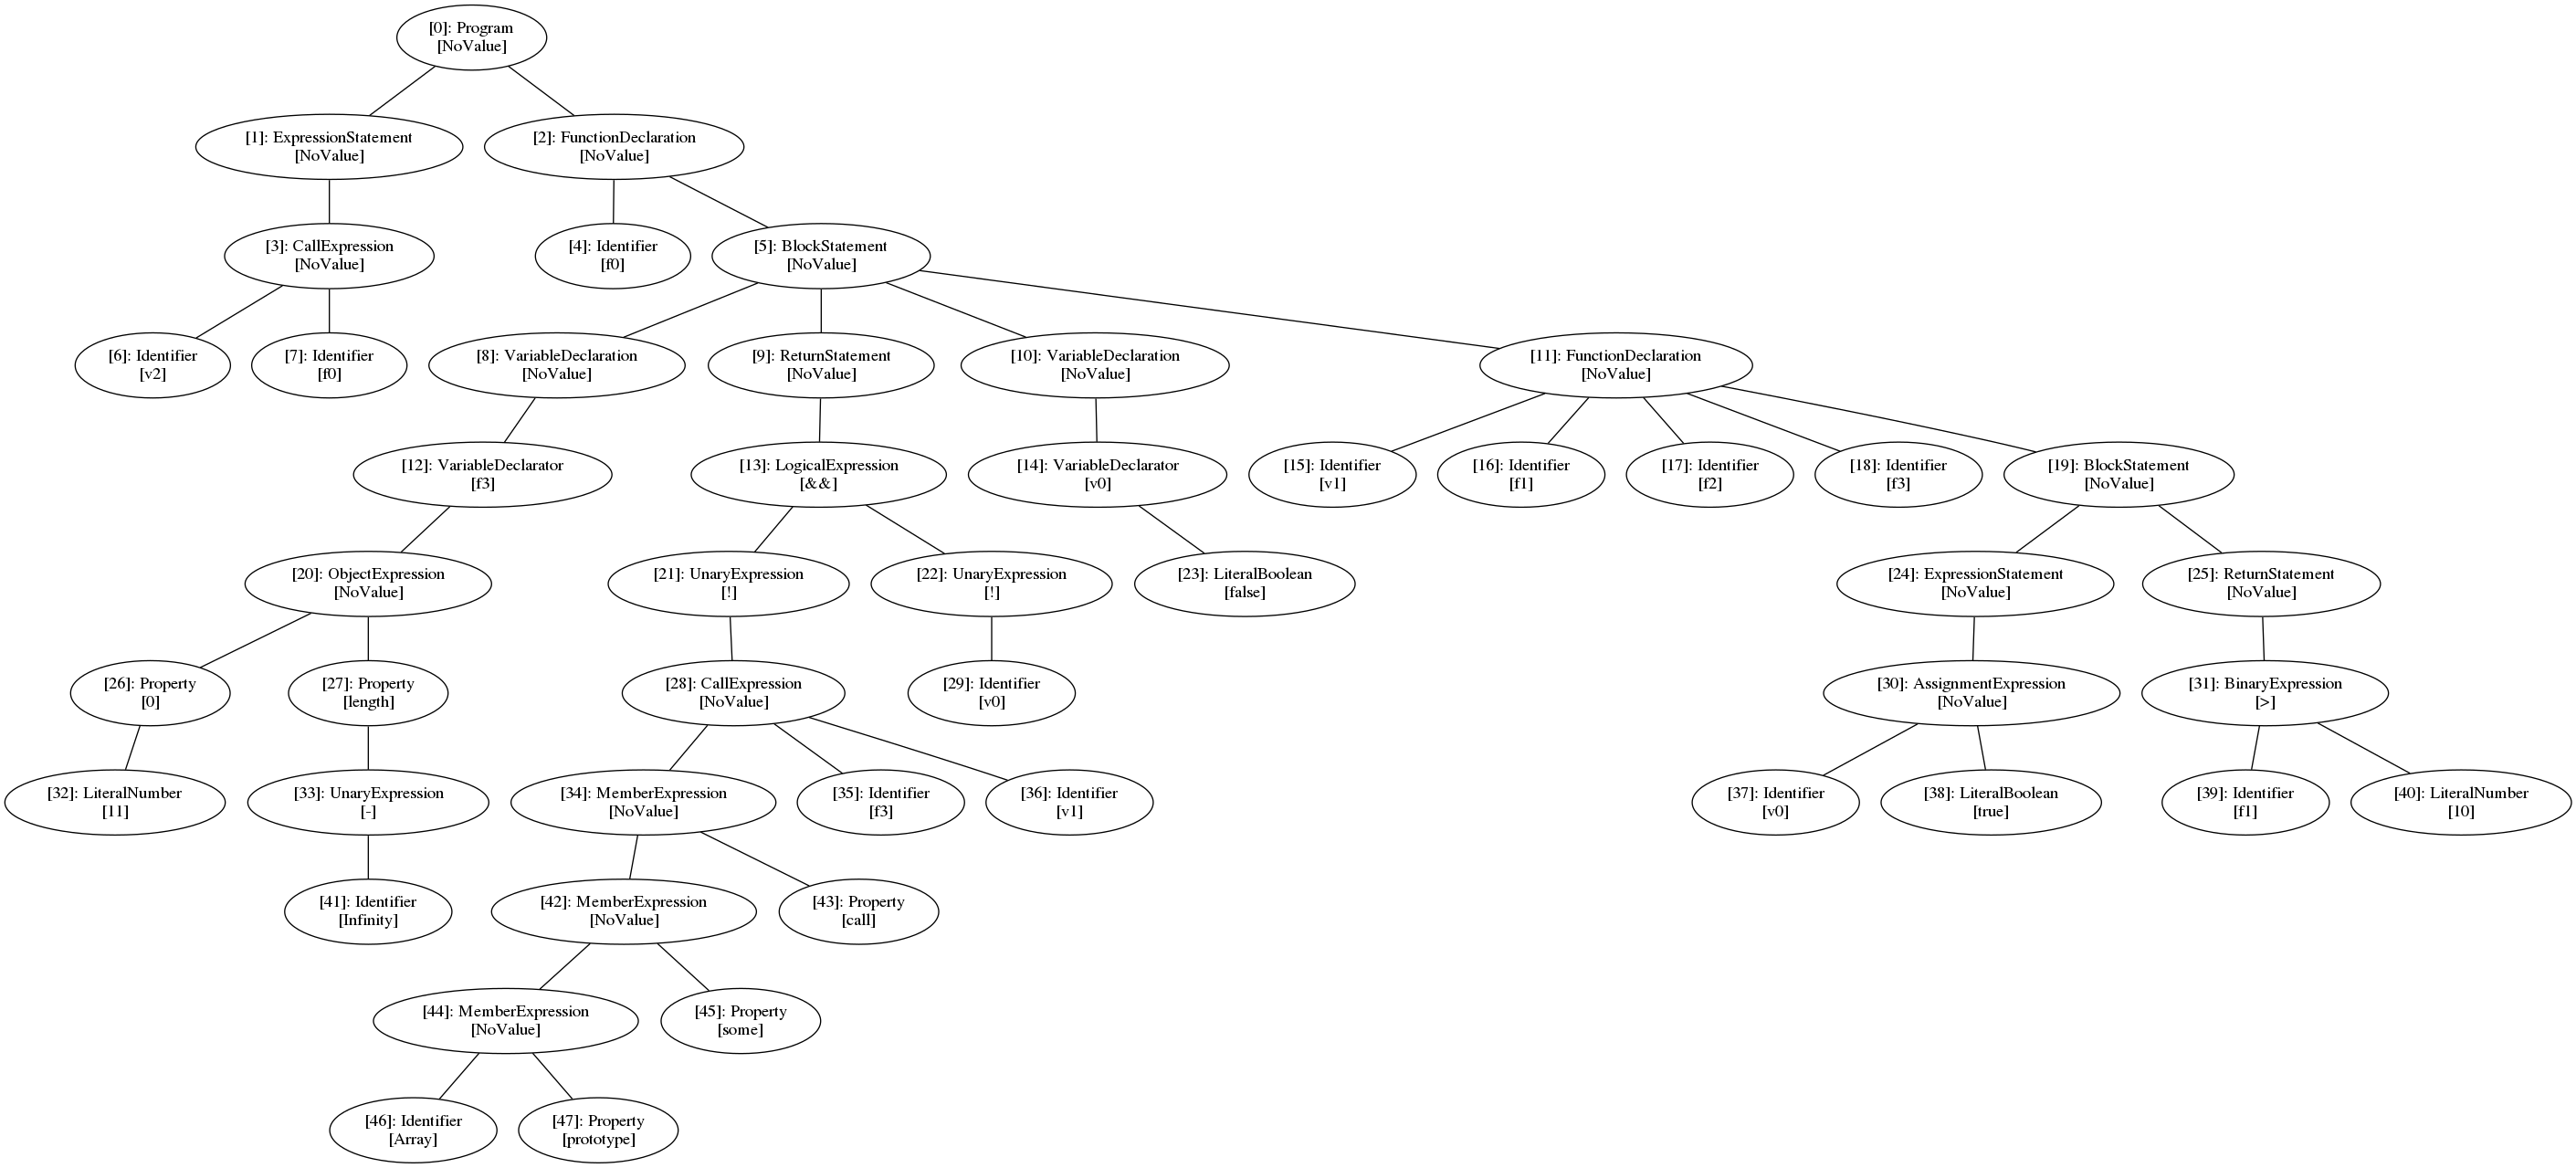 [0]: Program
[NoValue]
[1]: ExpressionStatement
[NoValue]
[2]: FunctionDeclaration
[NoValue]
[3]: CallExpression
[NoValue]
[4]: Identifier
[f0]
[5]: BlockStatement
[NoValue]
[6]: Identifier
[v2]
[7]: Identifier
[f0]
[8]: VariableDeclaration
[NoValue]
[9]: ReturnStatement
[NoValue]
[10]: VariableDeclaration
[NoValue]
[11]: FunctionDeclaration
[NoValue]
[12]: VariableDeclarator
[f3]
[13]: LogicalExpression
[&&]
[14]: VariableDeclarator
[v0]
[15]: Identifier
[v1]
[16]: Identifier
[f1]
[17]: Identifier
[f2]
[18]: Identifier
[f3]
[19]: BlockStatement
[NoValue]
[20]: ObjectExpression
[NoValue]
[21]: UnaryExpression
[!]
[22]: UnaryExpression
[!]
[23]: LiteralBoolean
[false]
[24]: ExpressionStatement
[NoValue]
[25]: ReturnStatement
[NoValue]
[26]: Property
[0]
[27]: Property
[length]
[28]: CallExpression
[NoValue]
[29]: Identifier
[v0]
[30]: AssignmentExpression
[NoValue]
[31]: BinaryExpression
[>]
[32]: LiteralNumber
[11]
[33]: UnaryExpression
[-]
[34]: MemberExpression
[NoValue]
[35]: Identifier
[f3]
[36]: Identifier
[v1]
[37]: Identifier
[v0]
[38]: LiteralBoolean
[true]
[39]: Identifier
[f1]
[40]: LiteralNumber
[10]
[41]: Identifier
[Infinity]
[42]: MemberExpression
[NoValue]
[43]: Property
[call]
[44]: MemberExpression
[NoValue]
[45]: Property
[some]
[46]: Identifier
[Array]
[47]: Property
[prototype]